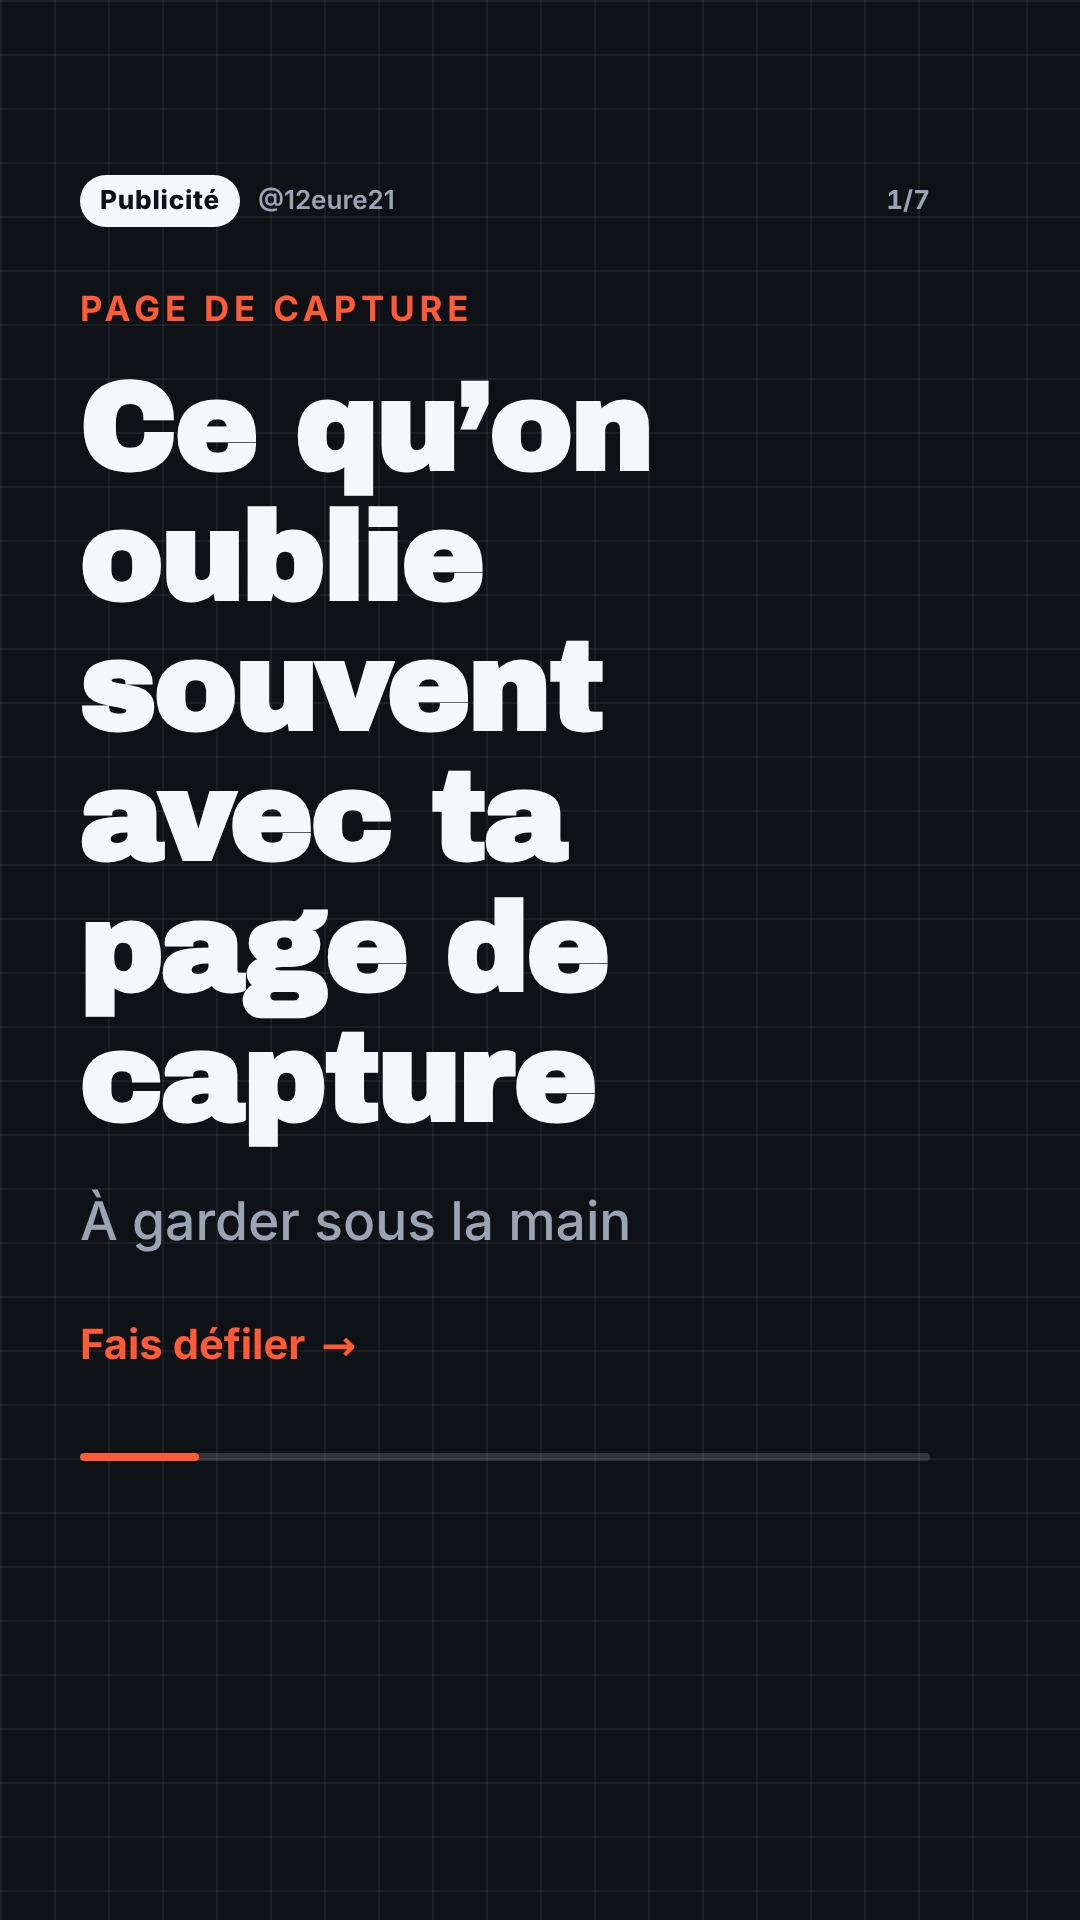 Publicité @12eure21 1/7
PAGE DE CAPTURE
Ce qu’on
oublie
souvent
avec ta
page de
capture
À garder sous la main
Fais défiler →